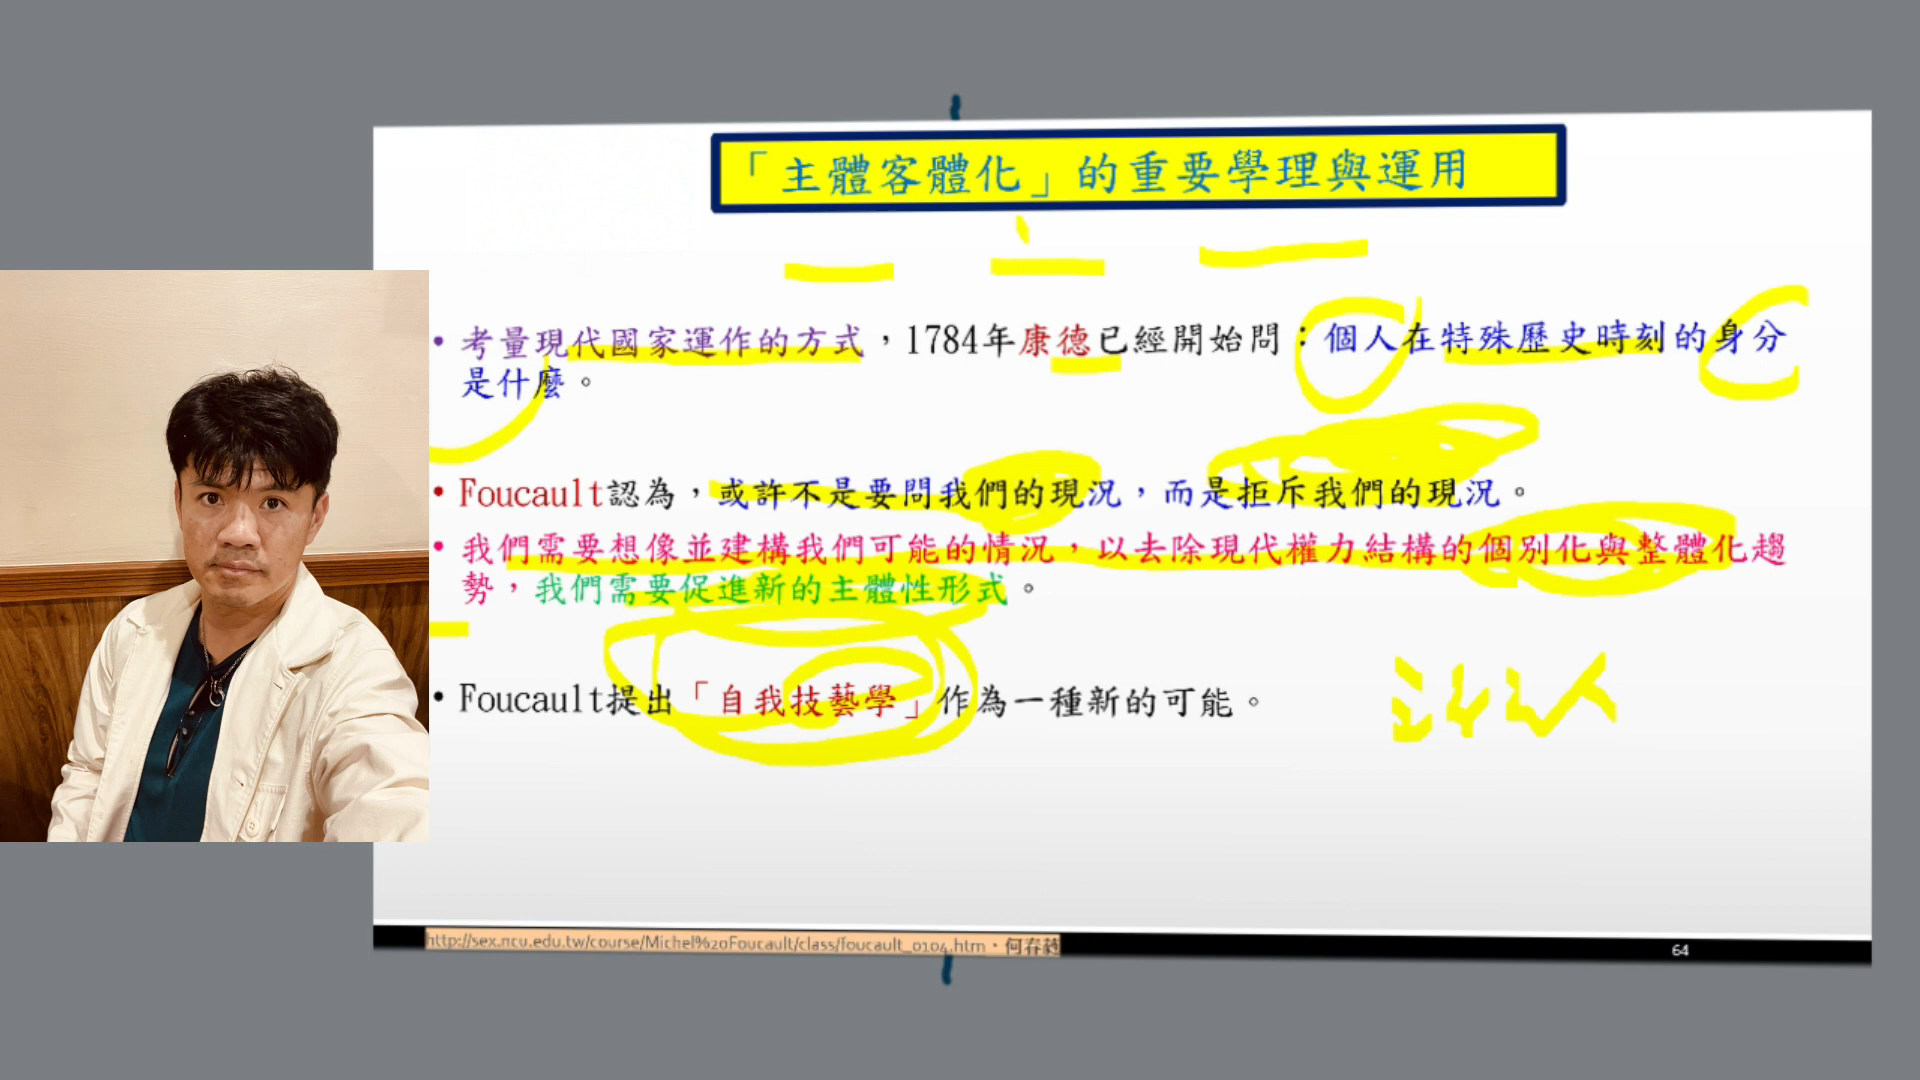 「主體客體化」的重要學理與運用
• 考量現代國家運作的方式，1784年康德已經開始問：個人在特殊歷史時刻的身分
是什麼。
• Foucault認為，或許不是要問我們的現況，而是拒斥我們的現況。
• 我們需要想像並建構我們可能的情況，以去除現代權力結構的個別化與整體化趨
勢，我們需要促進新的主體性形式。
• Foucault提出「自我技藝學」作為一種新的可能。
http://sex.ncu.edu.tw/course/Michel%20Foucault/class/foucault_0104.htm，何春蕤
64